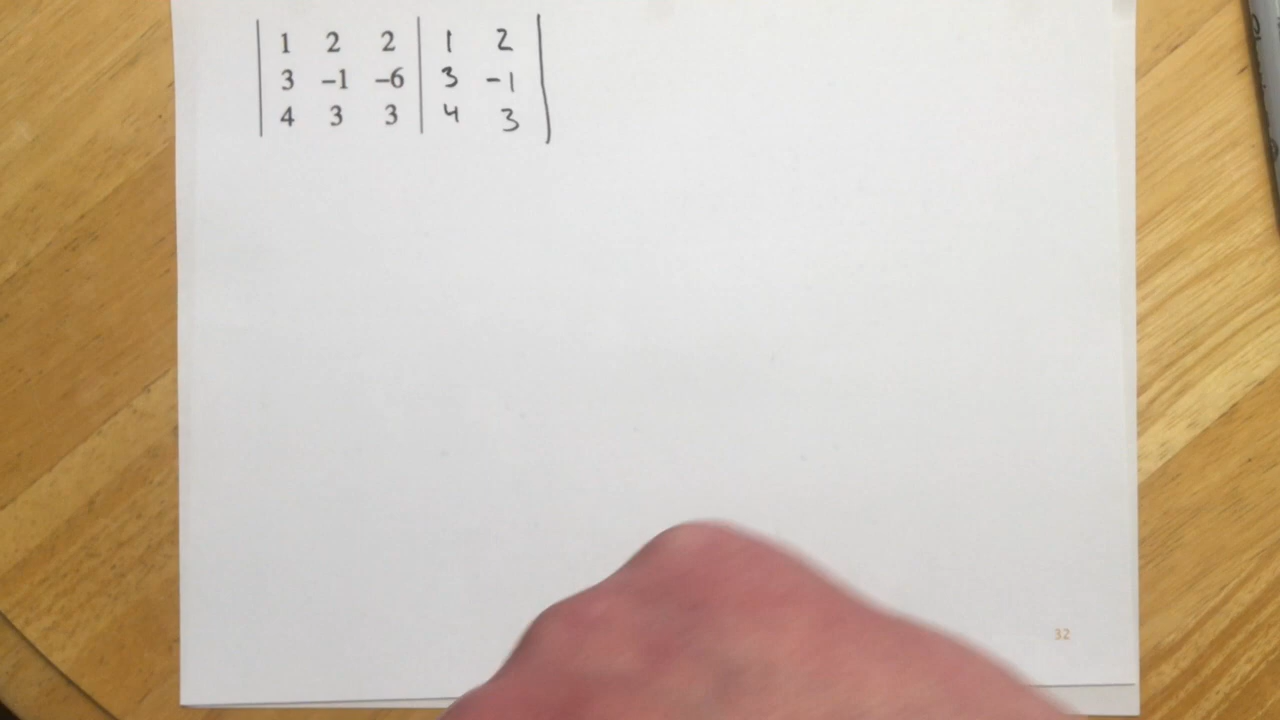 | 1 2 2 | 1 2 |
| 3 −1 −6 | 3 -1 |
| 4 3 3 | 4 3 |
32